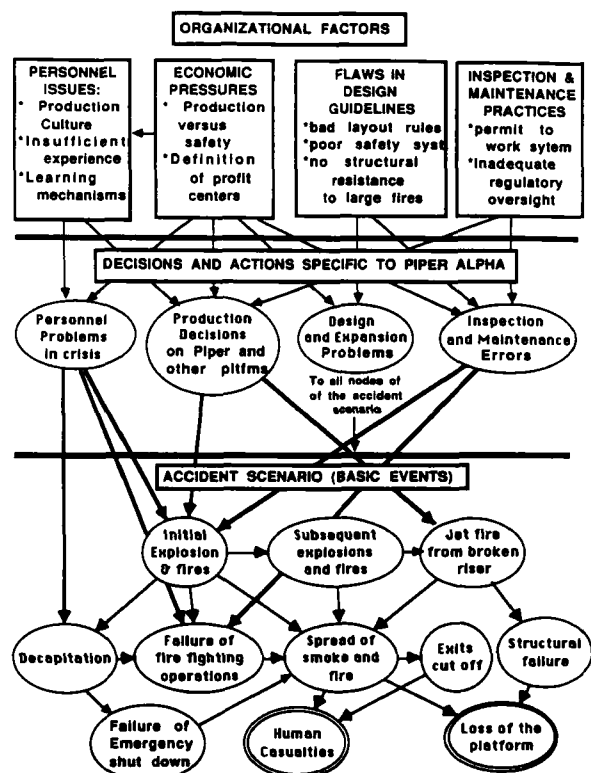 ORGANIZATIONAL FACTORS
PERSONNEL
ISSUES:
* Production
Culture
*Insufficient
experience
*Learning
mechanisms
ECONOMIC
PRESSURES
* Production
versus
safety
*Definition
of profit
centers
FLAWS IN
DESIGN
GUIDELINES
*bad layout rules
*poor safety syst
*no structural
resistance
to large fires
INSPECTION &
MAINTENANCE
PRACTICES
*permit to
work sytem
*Inadequate
regulatory
oversight
DECISIONS AND ACTIONS SPECIFIC TO PIPER ALPHA
Personnel
Problems
in crisis
Production
Decisions
on Piper and
other pltfms
Design
and Expansion
Problems
Inspection
and Maintenance
Errors
To all nodes of
of the accident
scenario
ACCIDENT SCENARIO (BASIC EVENTS)
Initial
Explosion
& fires
Subsequent
explosions
and fires
Jet fire
from broken
riser
Decapitation
Failure of
fire fighting
operations
Spread of
smoke and
fire
Exits
cut off
Structural
failure
Failure of
Emergency
shut down
Human
Casualties
Loss of the
platform